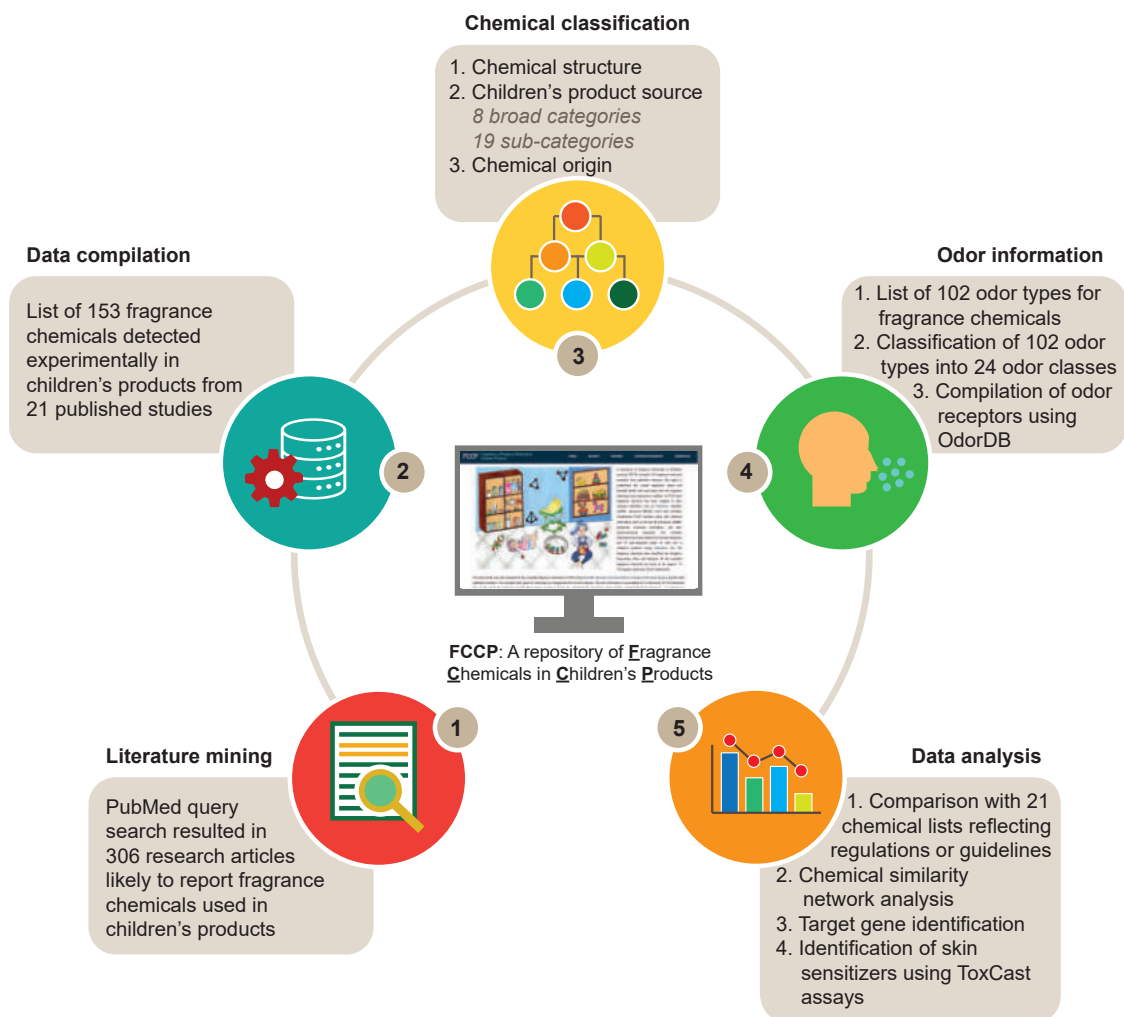 Chemical classification
1. Chemical structure
2. Children's product source
8 broad categories
19 sub-categories
3. Chemical origin
3
Data compilation
List of 153 fragrance
chemicals detected
experimentally in
children's products from
21 published studies
2
Odor information
1. List of 102 odor types for
fragrance chemicals
2. Classification of 102 odor
types into 24 odor classes
3. Compilation of odor
receptors using
OdorDB
4
FCCP
FCCP: A repository of Fragrance
Chemicals in Children's Products
1
Literature mining
PubMed query
search resulted in
306 research articles
likely to report fragrance
chemicals used in
children's products
5
Data analysis
1. Comparison with 21
chemical lists reflecting
regulations or guidelines
2. Chemical similarity
network analysis
3. Target gene identification
4. Identification of skin
sensitizers using ToxCast
assays